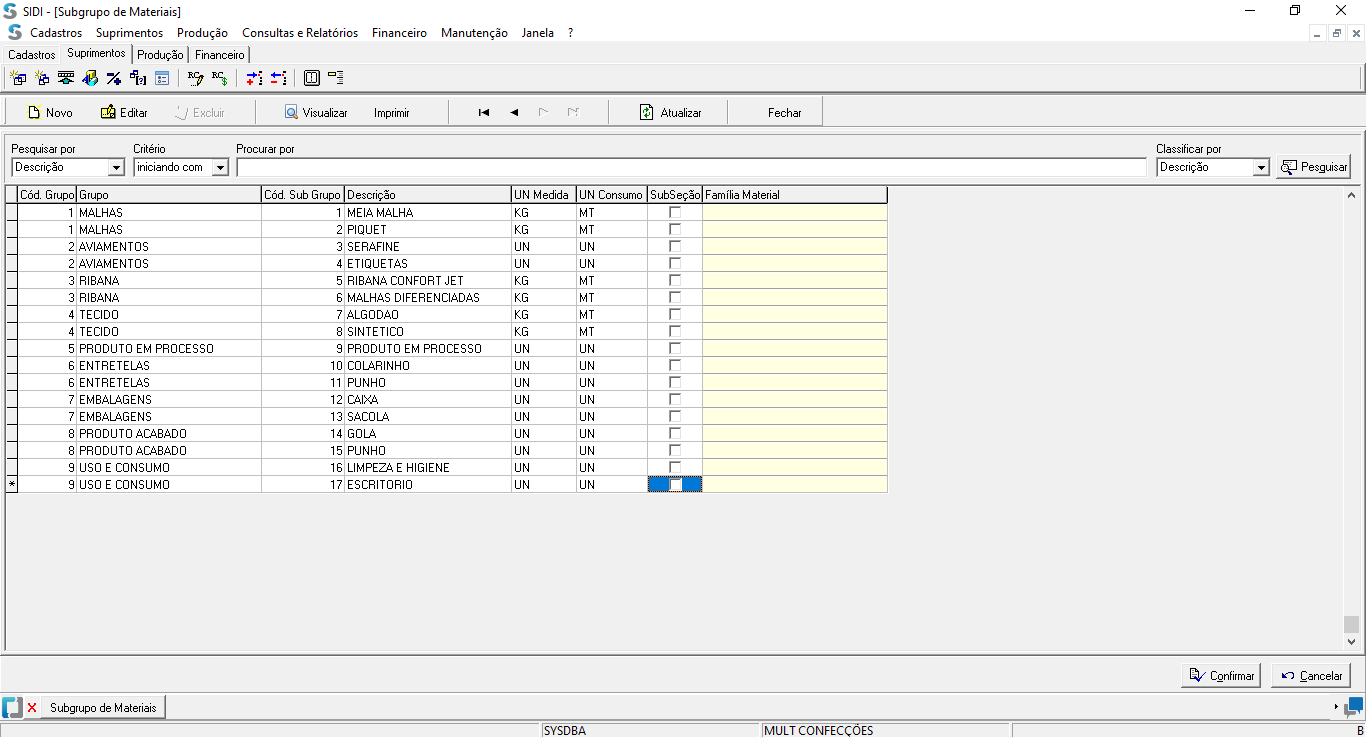 SIDI - [Subgrupo de Materiais]
Cadastros Suprimentos Produção Consultas e Relatórios Financeiro Manutenção Janela ?
Cadastros Suprimentos Produção Financeiro
Novo Editar Excluir Visualizar Imprimir Atualizar Fechar
Pesquisar por Critério Procurar por Classificar por
Descrição iniciando com Descrição Pesquisar
Cód. Grupo Grupo Cód. Sub Grupo Descrição UN Medida UN Consumo SubSeção Família Material
1 MALHAS 1 MEIA MALHA KG MT
1 MALHAS 2 PIQUET KG MT
2 AVIAMENTOS 3 SERAFINE UN UN
2 AVIAMENTOS 4 ETIQUETAS UN UN
3 RIBANA 5 RIBANA CONFORT JET KG MT
3 RIBANA 6 MALHAS DIFERENCIADAS KG MT
4 TECIDO 7 ALGODAO KG MT
4 TECIDO 8 SINTETICO KG MT
5 PRODUTO EM PROCESSO 9 PRODUTO EM PROCESSO UN UN
6 ENTRETELAS 10 COLARINHO UN UN
6 ENTRETELAS 11 PUNHO UN UN
7 EMBALAGENS 12 CAIXA UN UN
7 EMBALAGENS 13 SACOLA UN UN
8 PRODUTO ACABADO 14 GOLA UN UN
8 PRODUTO ACABADO 15 PUNHO UN UN
9 USO E CONSUMO 16 LIMPEZA E HIGIENE UN UN
* 9 USO E CONSUMO 17 ESCRITORIO UN UN
Confirmar Cancelar
Subgrupo de Materiais
SYSDBA MULT CONFECÇÕES B